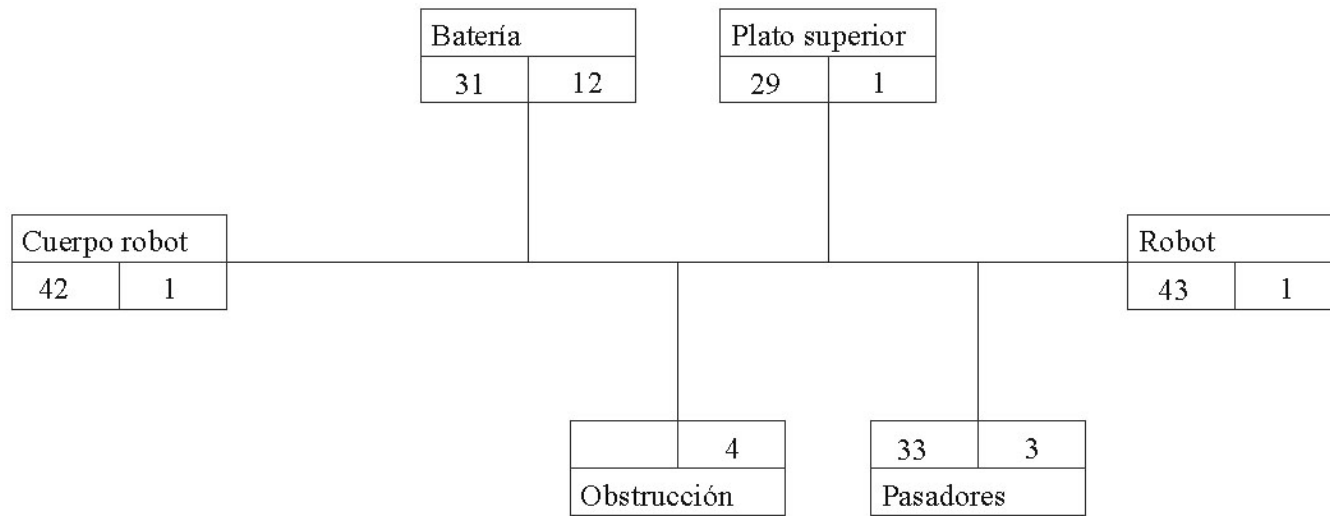 Batería
31 12
Plato superior
29 1
Cuerpo robot
42 1
Robot
43 1
4
Obstrucción
33 3
Pasadores